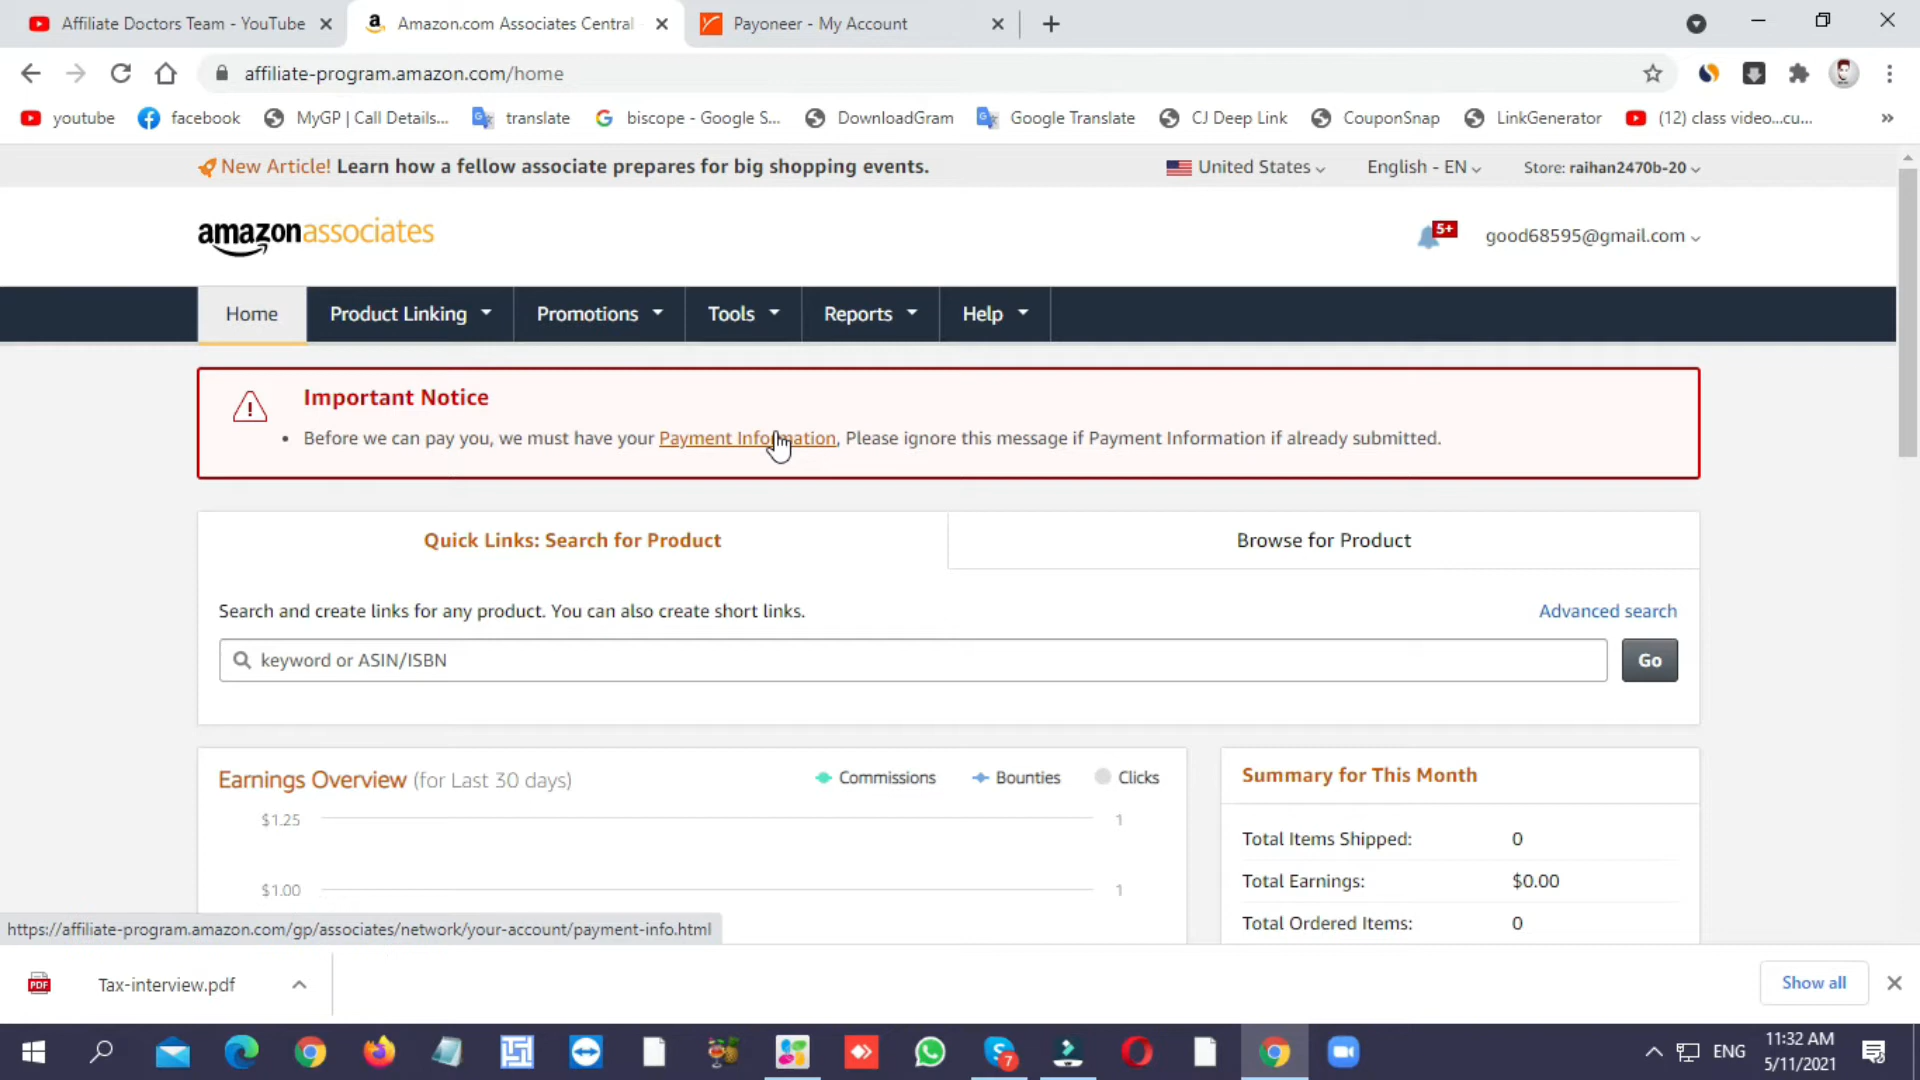 Affiliate Doctors Team - YouTube
Amazon.com Associates Central
Payoneer - My Account
affiliate-program.amazon.com/home
youtube
facebook
MyGP | Call Details...
translate
biscope - Google S...
DownloadGram
Google Translate
CJ Deep Link
CouponSnap
LinkGenerator
(12) class video...cu...
»
New Article! Learn how a fellow associate prepares for big shopping events.
United States
English - EN
Store: raihan2470b-20
amazonassociates
5+
good68595@gmail.com
Home
Product Linking
Promotions
Tools
Reports
Help
Important Notice
• Before we can pay you, we must have your Payment Information, Please ignore this message if Payment Information if already submitted.
Quick Links: Search for Product
Browse for Product
Search and create links for any product. You can also create short links.
Advanced search
keyword or ASIN/ISBN
Go
Earnings Overview (for Last 30 days)
Commissions
Bounties
Clicks
$1.25
1
$1.00
1
Summary for This Month
Total Items Shipped: 0
Total Earnings: $0.00
Total Ordered Items: 0
https://affiliate-program.amazon.com/gp/associates/network/your-account/payment-info.html
PDF
Tax-interview.pdf
Show all
7
ENG
11:32 AM
5/11/2021